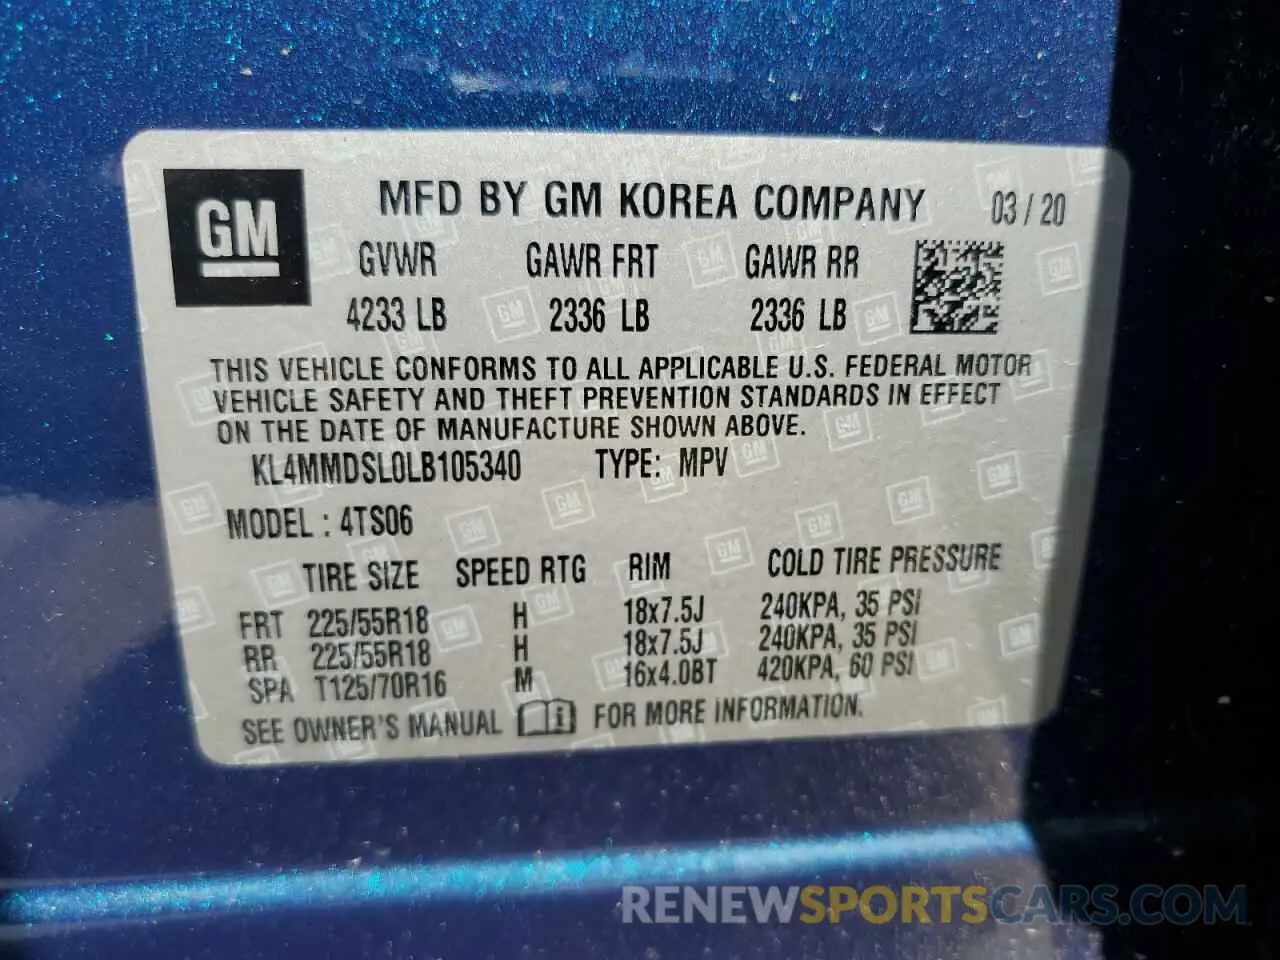 GM
MFD BY GM KOREA COMPANY 03 / 20
GVWR GAWR FRT GAWR RR
4233 LB 2336 LB 2336 LB
THIS VEHICLE CONFORMS TO ALL APPLICABLE U.S. FEDERAL MOTOR
VEHICLE SAFETY AND THEFT PREVENTION STANDARDS IN EFFECT
ON THE DATE OF MANUFACTURE SHOWN ABOVE.
KL4MMDSL0LB105340 TYPE: MPV
MODEL : 4TS06
TIRE SIZE SPEED RTG RIM COLD TIRE PRESSURE
FRT 225/55R18 H 18x7.5J 240KPA, 35 PSI
RR 225/55R18 H 18x7.5J 240KPA, 35 PSI
SPA T125/70R16 M 16x4.0BT 420KPA, 60 PSI
SEE OWNER'S MANUAL FOR MORE INFORMATION.
RENEWSPORTSCARS.COM